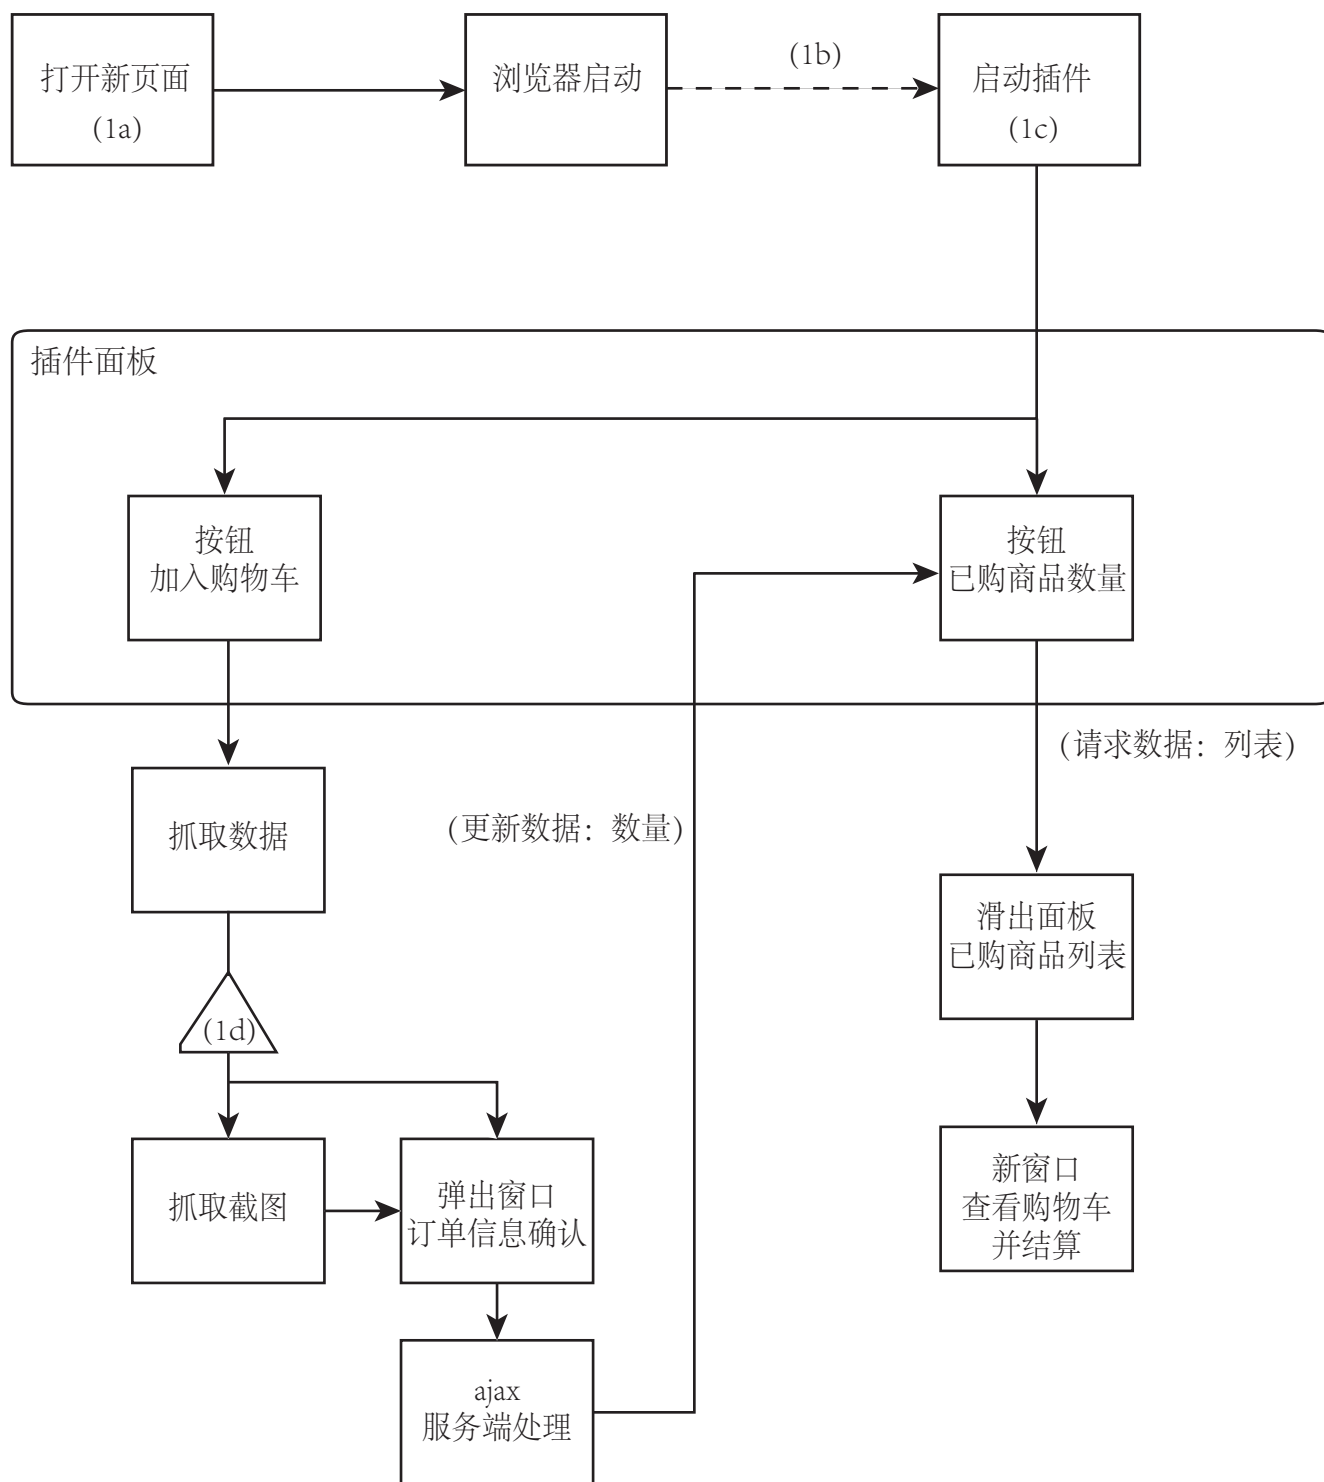 打开新页面
(1a)
浏览器启动
(1b)
启动插件
(1c)
插件面板
按钮
加入购物车
按钮
已购商品数量
(请求数据：列表)
抓取数据
(更新数据：数量)
滑出面板
已购商品列表
(1d)
抓取截图
弹出窗口
订单信息确认
新窗口
查看购物车
并结算
ajax
服务端处理